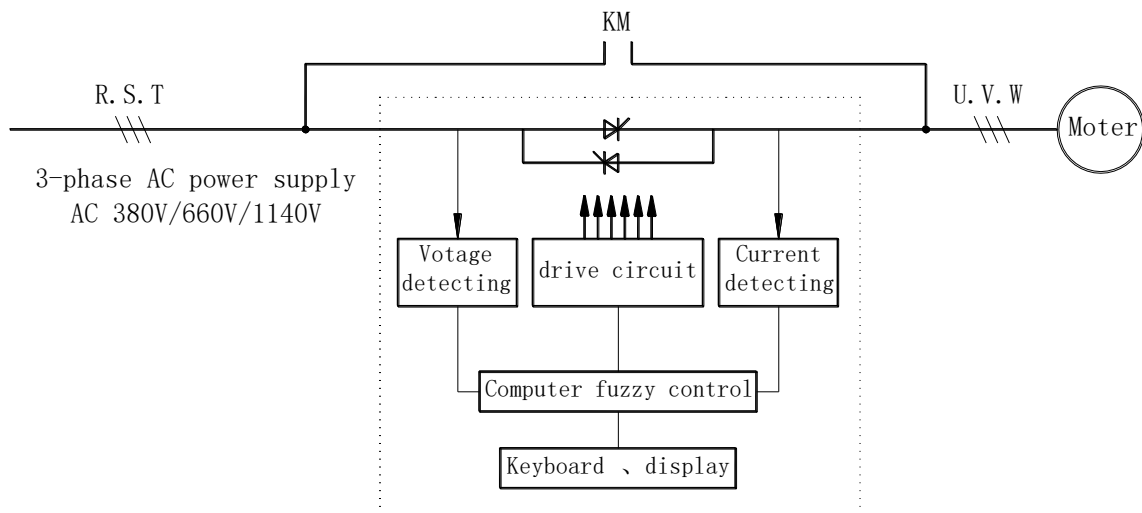 KM
R.S.T
U.V.W
Moter
3-phase AC power supply
AC 380V/660V/1140V
Votage
detecting
drive circuit
Current
detecting
Computer fuzzy control
Keyboard 、display